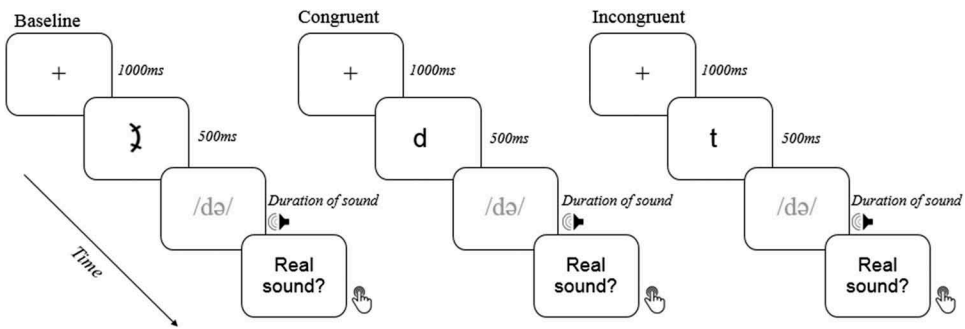 Baseline
+
1000ms
500ms
/də/
Duration of sound
Real
sound?
Congruent
+
1000ms
d
500ms
/də/
Duration of sound
Real
sound?
Incongruent
+
1000ms
t
500ms
/də/
Duration of sound
Real
sound?
Time